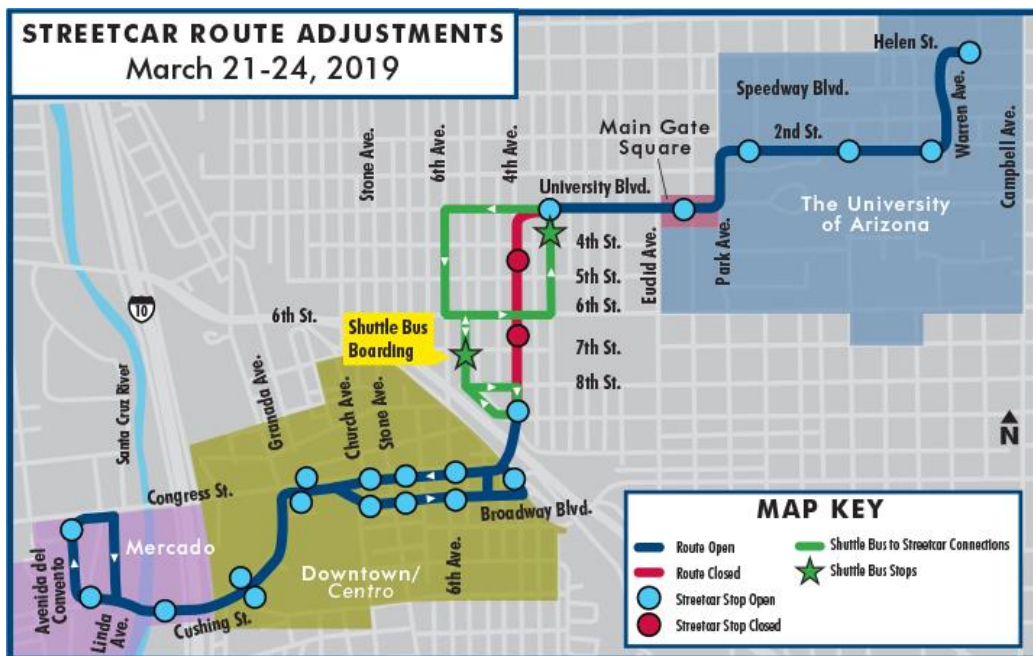 STREETCAR ROUTE ADJUSTMENTS
March 21-24, 2019
Helen St.
Warren Ave.
Campbell Ave.
Speedway Blvd.
2nd St.
Main Gate
Square
Stone Ave.
6th Ave.
4th Ave.
University Blvd.
The University
of Arizona
4th St.
5th St.
6th St.
7th St.
8th St.
Euclid Ave.
Park Ave.
10
6th St.
Shuttle Bus
Boarding
Santa Cruz River
Granada Ave.
Church Ave.
Stone Ave.
N
Congress St.
Broadway Blvd.
Mercado
Avenida del
Convento
Linda
Ave.
Cushing St.
Downtown/
Centro
6th Ave.
MAP KEY
Route Open
Route Closed
Streetcar Stop Open
Streetcar Stop Closed
Shuttle Bus to Streetcar Connections
Shuttle Bus Stops